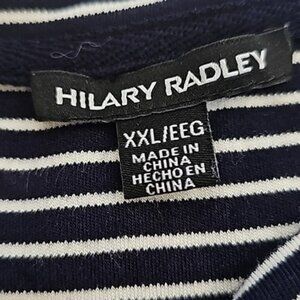 HILARY RADLEY
XXL/EEG
MADE IN
CHINA
HECHO EN
CHINA